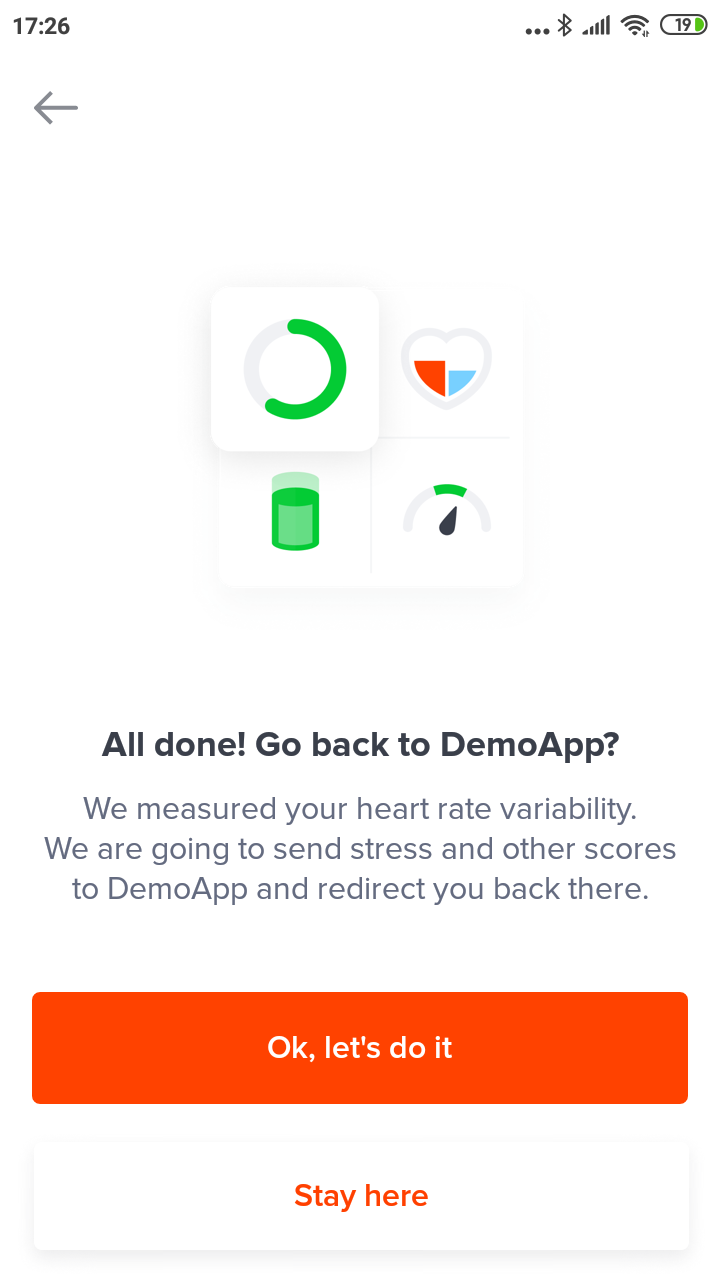 17:26
19
All done! Go back to DemoApp?
We measured your heart rate variability.
We are going to send stress and other scores
to DemoApp and redirect you back there.
Ok, let's do it
Stay here